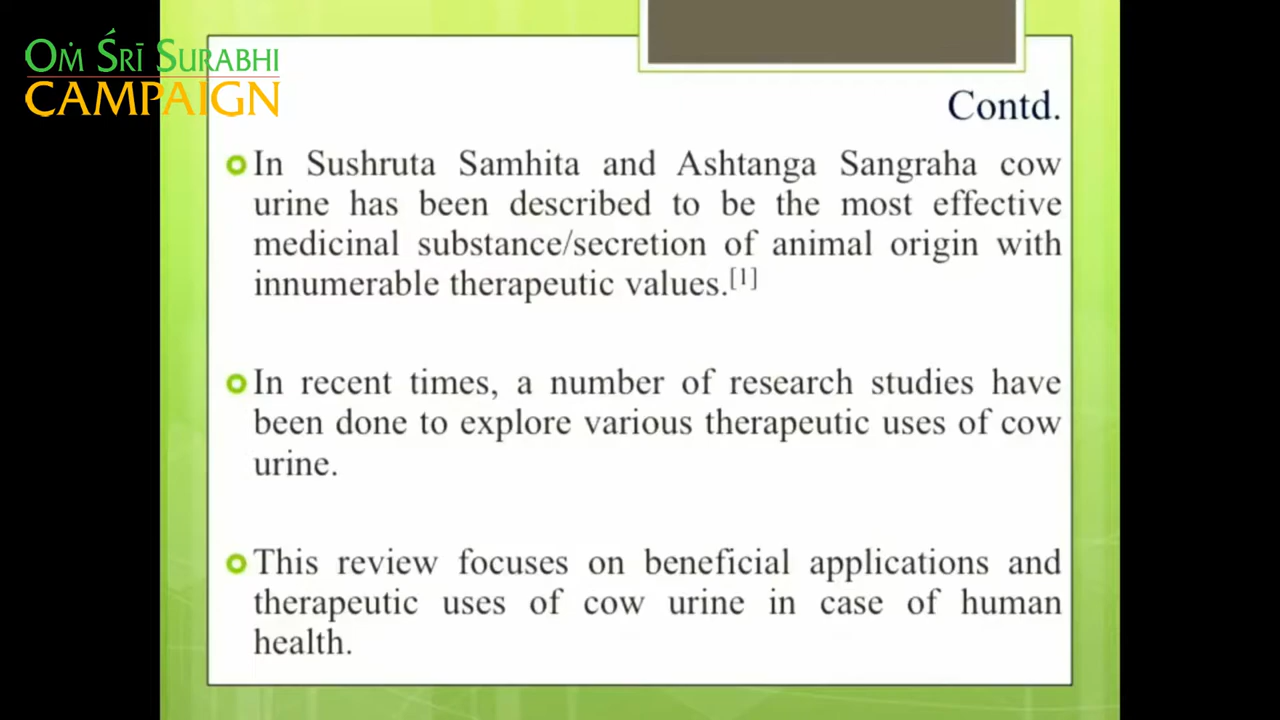 OṀ ŚRĪ SURABHI
CAMPAIGN
Contd.
In Sushruta Samhita and Ashtanga Sangraha cow
urine has been described to be the most effective
medicinal substance/secretion of animal origin with
innumerable therapeutic values.[1]
In recent times, a number of research studies have
been done to explore various therapeutic uses of cow
urine.
This review focuses on beneficial applications and
therapeutic uses of cow urine in case of human
health.